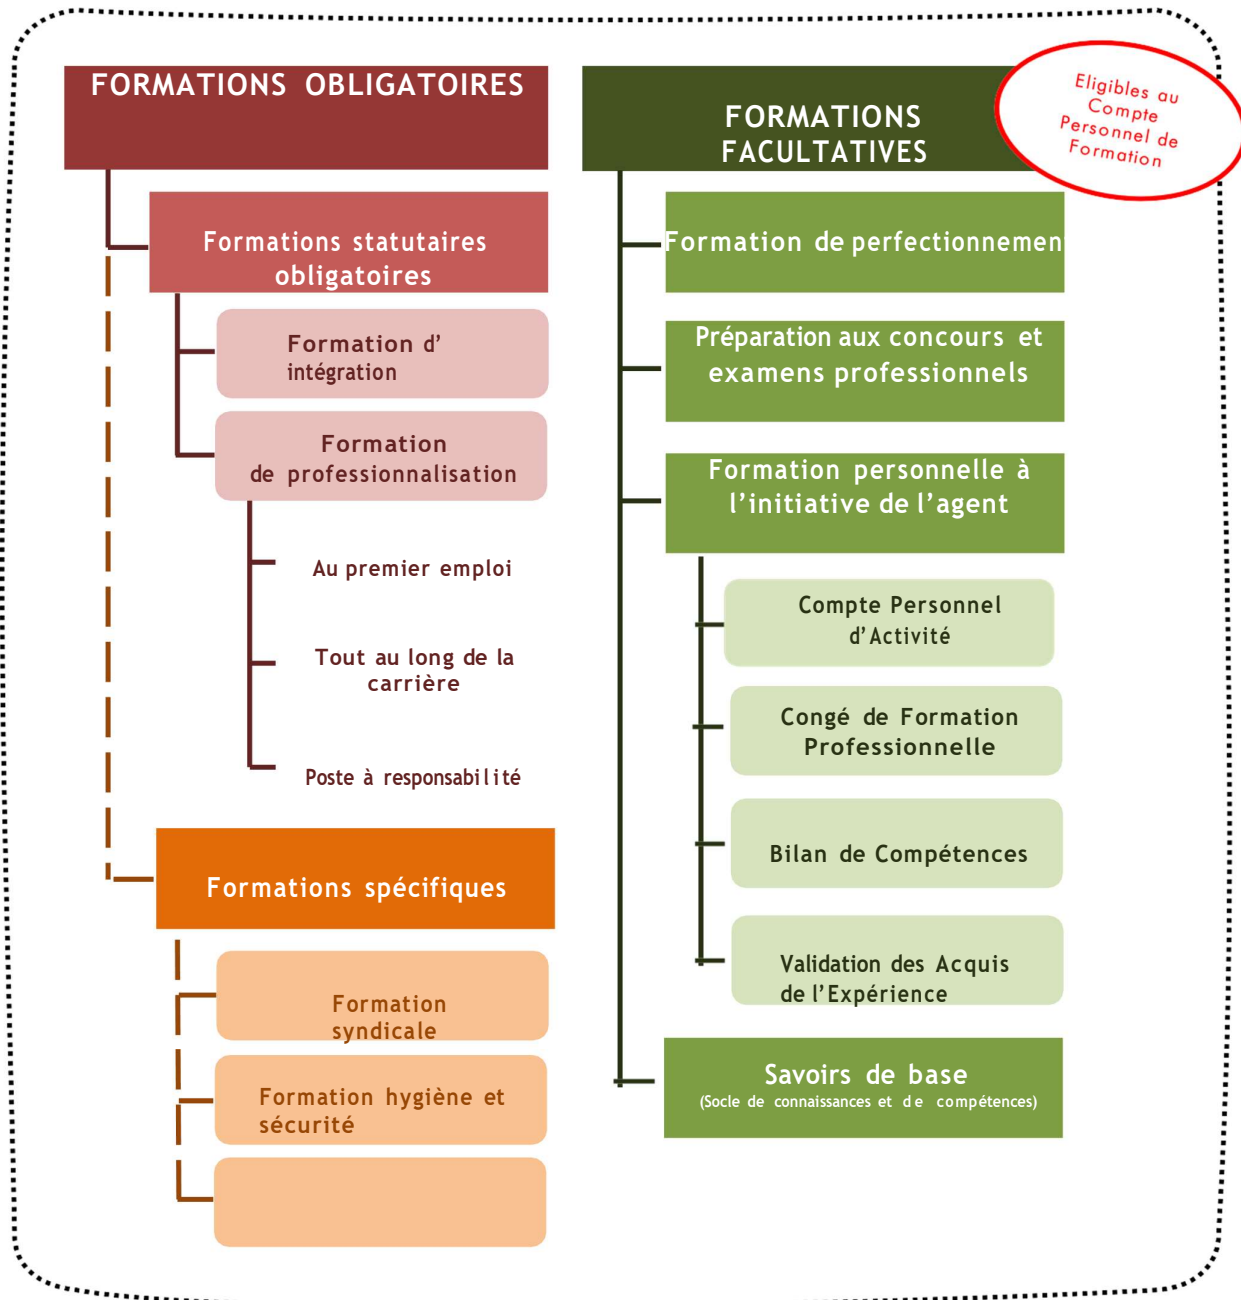 FORMATIONS OBLIGATOIRES
Formations statutaires
obligatoires
Formation d’
intégration
Formation
de professionnalisation
Au premier emploi
Tout au long de la
carrière
Poste à responsabilité
Formations spécifiques
Formation
syndicale
Formation hygiène et
sécurité
FORMATIONS
FACULTATIVES
Eligibles au
Compte
Personnel de
Formation
Formation de perfectionnemen
Préparation aux concours et
examens professionnels
Formation personnelle à
l’initiative de l’agent
Compte Personnel
d’Activité
Congé de Formation
Professionnelle
Bilan de Compétences
Validation des Acquis
de l’Expérience
Savoirs de base
(Socle de connaissances et de compétences)